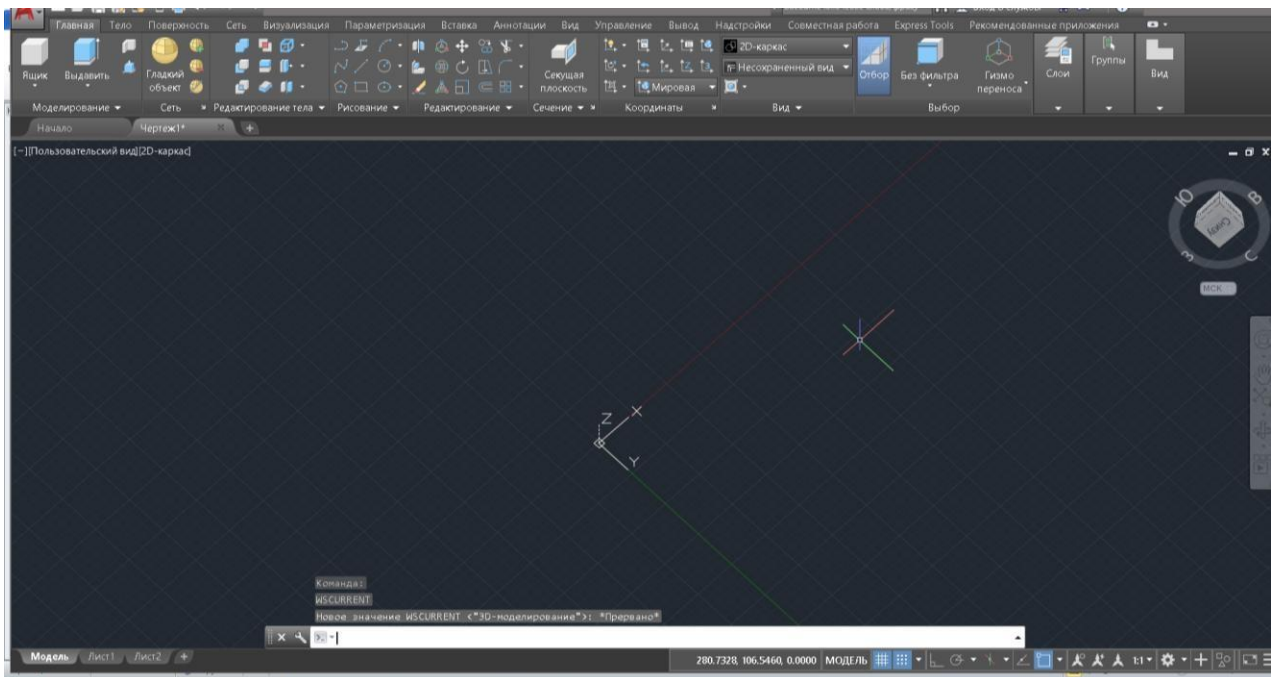 Главная Тело Поверхность Сеть Визуализация Параметризация Вставка Аннотации Вид Управление Вывод Надстройки Совместная работа Express Tools Рекомендованные приложения
2D-каркас
Несохраненный вид
Мировая
Ящик Выдавить Гладкий объект Секущая плоскость Отбор Без фильтра Гизмо переноса Слои Группы Вид
Моделирование Сеть Редактирование тела Рисование Редактирование Сечение Координаты Вид Выбор
Начало Чертеж1*
[−][Пользовательский вид][2D-каркас]
Ю В
Снизу
З С
МСК
Z X
Y
Команда:
WSCURRENT
Новое значение WSCURRENT <"3D-моделирование">: *Прервано*
Модель Лист1 Лист2 +
280.7328, 106.5460, 0.0000 МОДЕЛЬ 1:1